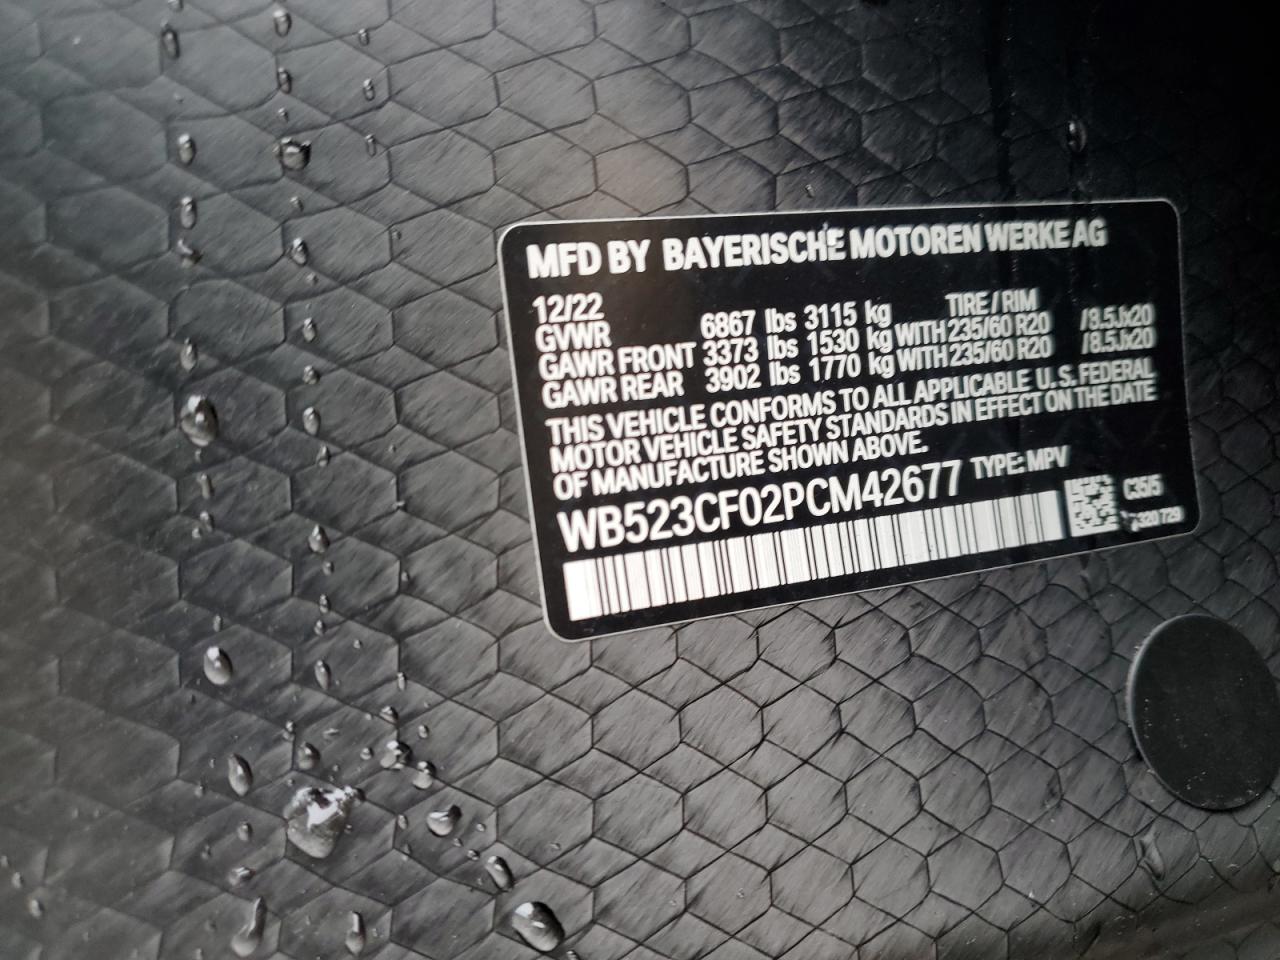 MFD BY BAYERISCHE MOTOREN WERKE AG
12/22 TIRE / RIM
GVWR 6867 lbs 3115 kg
GAWR FRONT 3373 lbs 1530 kg WITH 235/60 R20 /8.5Jx20
GAWR REAR 3902 lbs 1770 kg WITH 235/60 R20 /8.5Jx20
THIS VEHICLE CONFORMS TO ALL APPLICABLE U.S. FEDERAL
MOTOR VEHICLE SAFETY STANDARDS IN EFFECT ON THE DATE
OF MANUFACTURE SHOWN ABOVE.
WB523CF02PCM42677 TYPE: MPV
C35/5